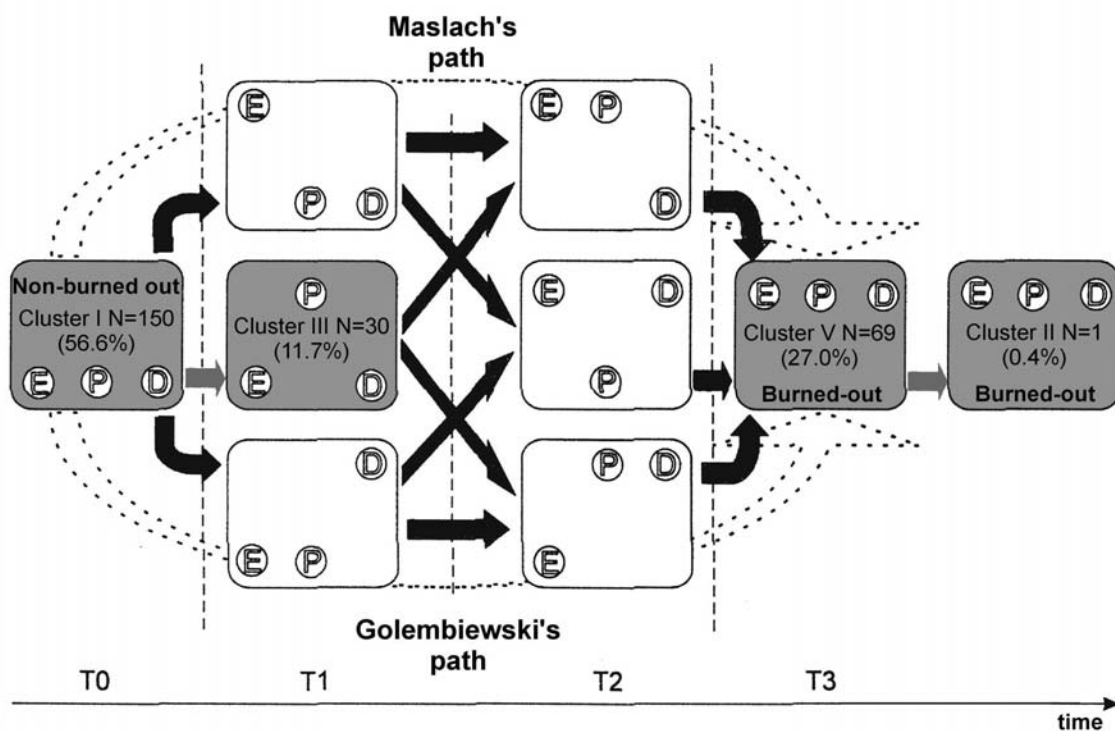 Maslach's
path
E
E P
P D
D
Non-burned out
Cluster I N=150
(56.6%)
E P D
P
Cluster III N=30
(11.7%)
E D
E D
P
E P D
Cluster V N=69
(27.0%)
Burned-out
E P D
Cluster II N=1
(0.4%)
Burned-out
D
E P
P D
E
Golembiewski's
path
T0 T1 T2 T3
time